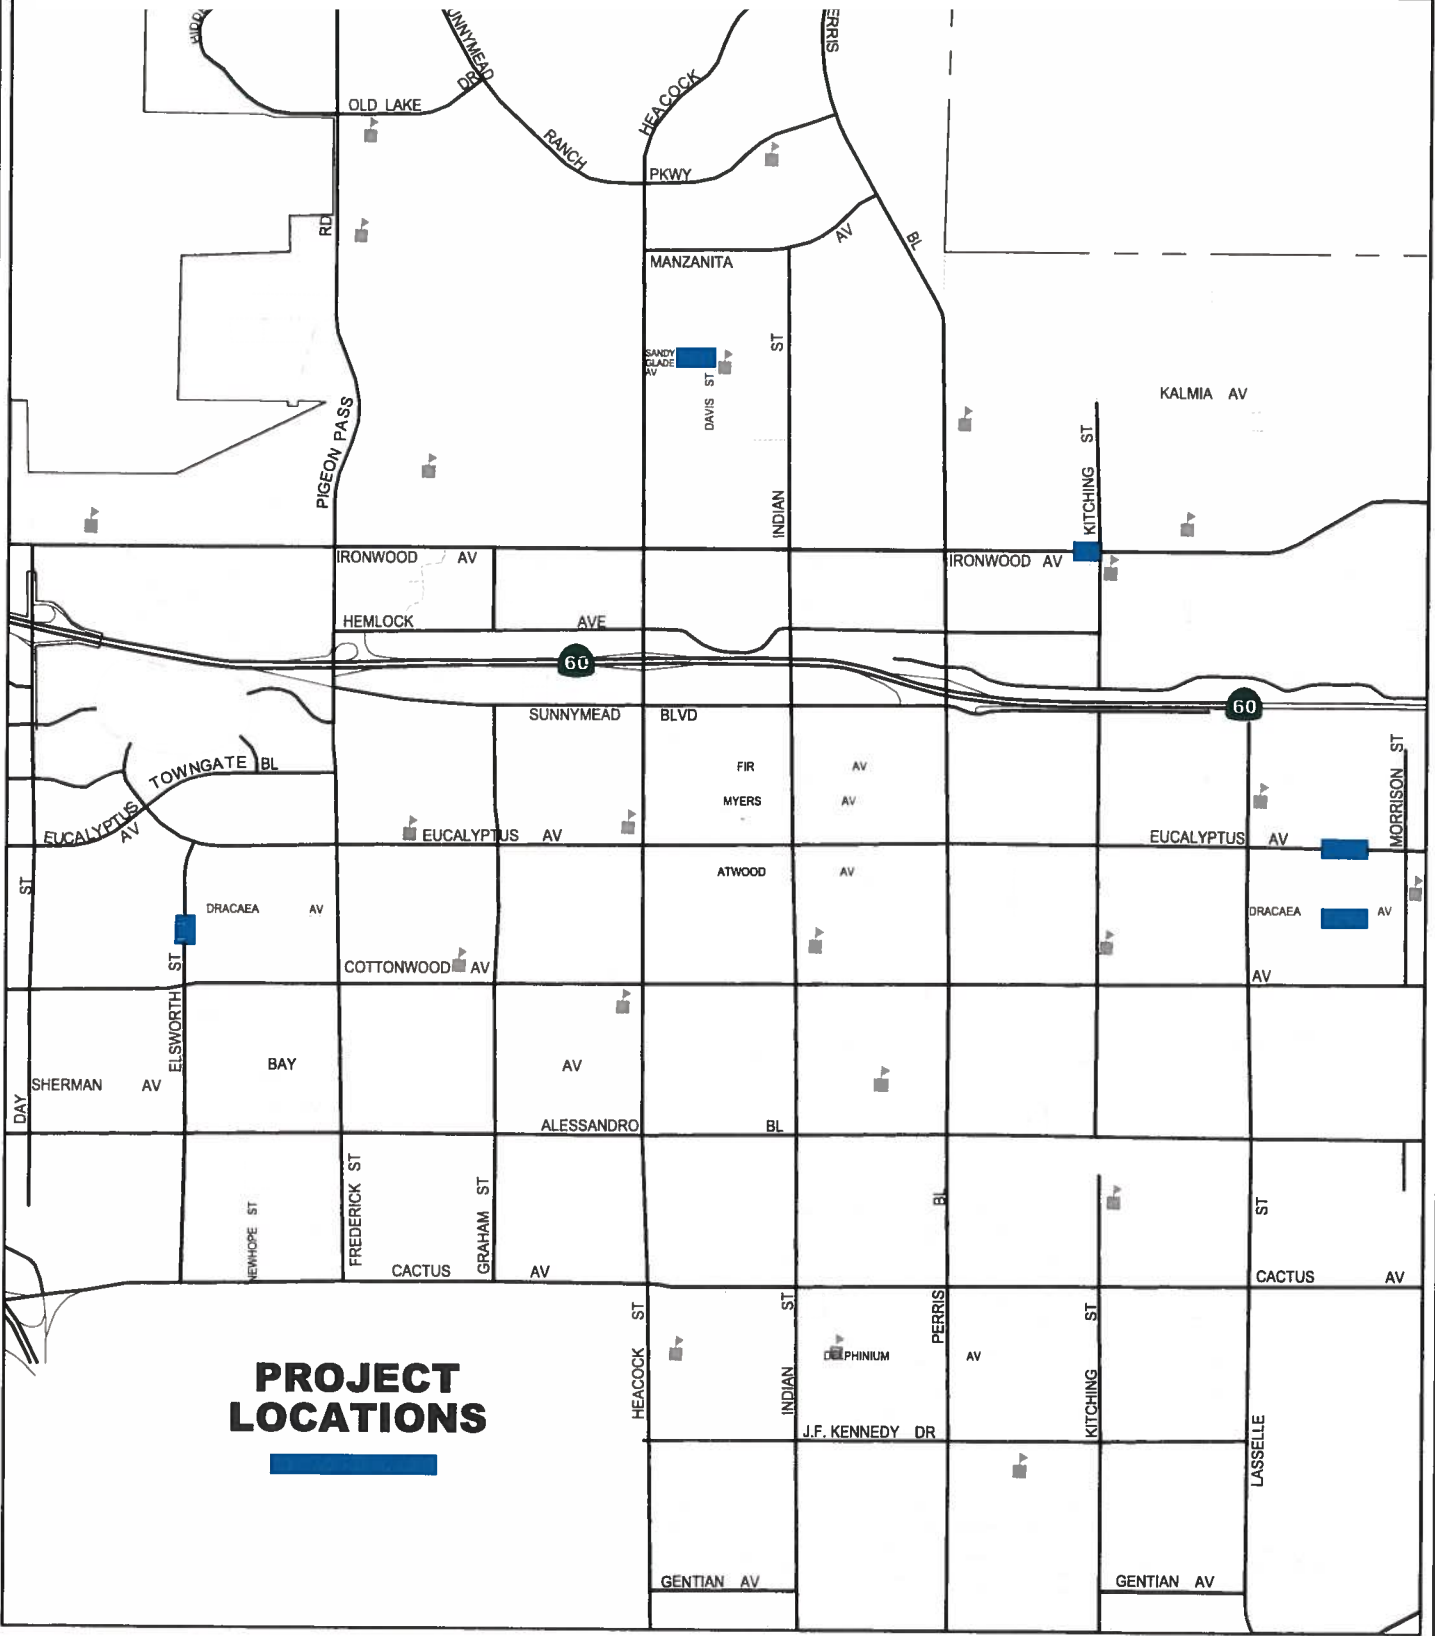 SUNNYMEAD
DR
OLD LAKE
HEACOCK
RANCH
PKWY
RD
AV
BL
MANZANITA
SANDY
GLADE
AV
ST
DAVIS ST
KALMIA AV
PIGEON PASS
ST
KITCHING
INDIAN
IRONWOOD AV
IRONWOOD AV
HEMLOCK AVE
60
60
SUNNYMEAD BLVD
MORRISON ST
TOWNGATE BL
FIR AV
MYERS AV
EUCALYPTUS
AV
EUCALYPTUS AV
EUCALYPTUS AV
ATWOOD AV
ST
DRACAEA AV
DRACAEA AV
ST
COTTONWOOD AV
AV
ELSWORTH
BAY AV
SHERMAN AV
DAY
ALESSANDRO BL
FREDERICK ST
GRAHAM ST
NEWHOPE ST
BL
ST
CACTUS AV
CACTUS AV
HEACOCK ST
INDIAN ST
PERRIS
KITCHING ST
DELPHINIUM AV
PROJECT
LOCATIONS
J.F. KENNEDY DR
LASSELLE
GENTIAN AV
GENTIAN AV